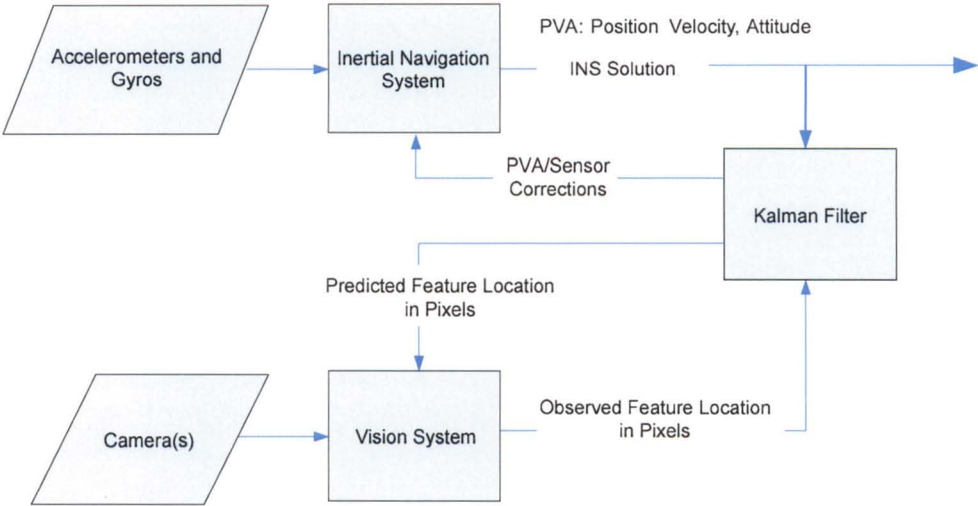 Accelerometers and
Gyros
Inertial Navigation
System
PVA: Position Velocity, Attitude
INS Solution
PVA/Sensor
Corrections
Kalman Filter
Predicted Feature Location
in Pixels
Camera(s)
Vision System
Observed Feature Location
in Pixels